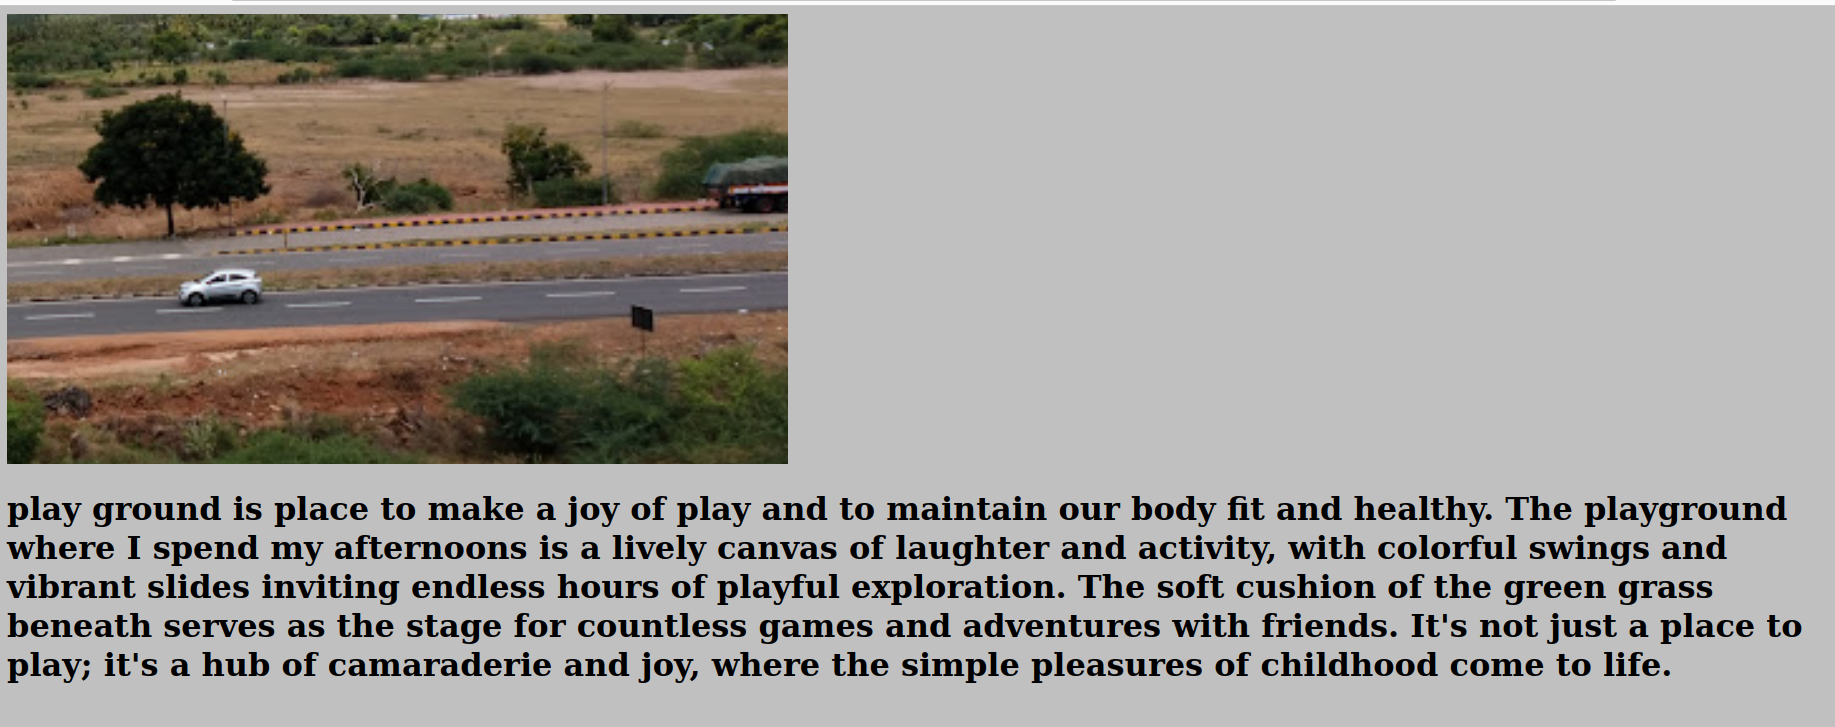 play ground is place to make a joy of play and to maintain our body fit and healthy. The playground
where I spend my afternoons is a lively canvas of laughter and activity, with colorful swings and
vibrant slides inviting endless hours of playful exploration. The soft cushion of the green grass
beneath serves as the stage for countless games and adventures with friends. It's not just a place to
play; it's a hub of camaraderie and joy, where the simple pleasures of childhood come to life.